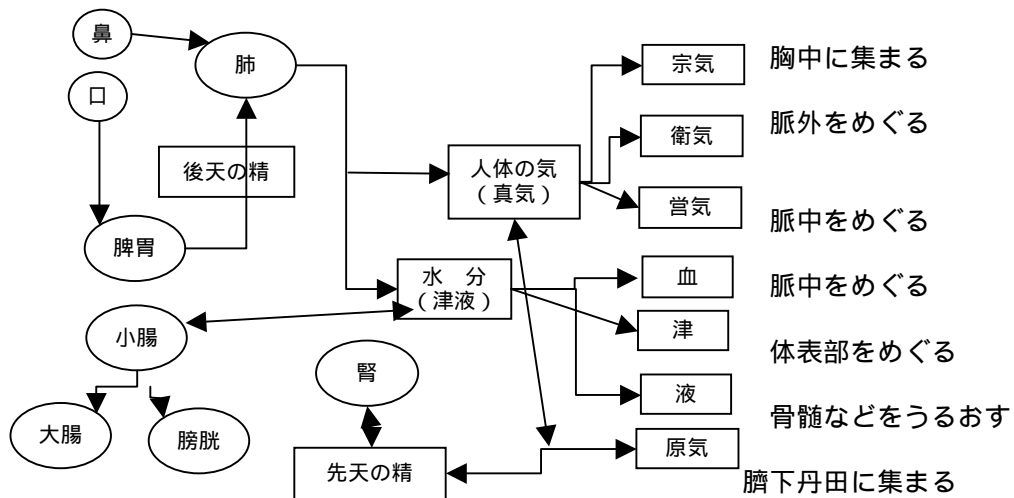 鼻
肺
口
後天の精
脾胃
小腸
大腸
膀胱
腎
先天の精
人体の気
（真気）
水　分
（津液）
宗気
胸中に集まる
衛気
脈外をめぐる
営気
脈中をめぐる
血
脈中をめぐる
津
体表部をめぐる
液
骨髄などをうるおす
原気
臍下丹田に集まる